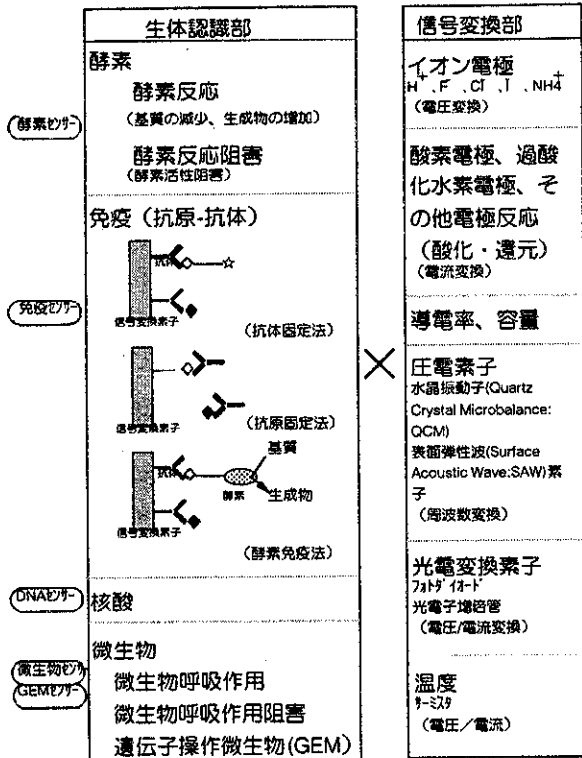 生体認識部
酵素
酵素反応
酵素センサー
(基質の減少、生成物の増加)
酵素反応阻害
(酵素活性阻害)
免疫(抗原-抗体)
抗体
免疫センサー
信号変換素子
(抗体固定法)
信号変換素子
(抗原固定法)
基質
抗体
酵素
生成物
信号変換素子
(酵素免疫法)
DNAセンサー
核酸
微生物
微生物センサ
微生物呼吸作用
GEMセンサー
微生物呼吸作用阻害
遺伝子操作微生物(GEM)
×
信号変換部
イオン電極
H+、F-、Cl-、I-、NH4+
(電圧変換)
酸素電極、過酸
化水素電極、そ
の他電極反応
(酸化・還元)
(電流変換)
導電率、容量
圧電素子
水晶振動子(Quartz
Crystal Microbalance:
QCM)
表面弾性波(Surface
Acoustic Wave:SAW)素
子
(周波数変換)
光電変換素子
フォトダイオード
光電子増倍管
(電圧/電流変換)
温度
サーミスタ
(電圧/電流)